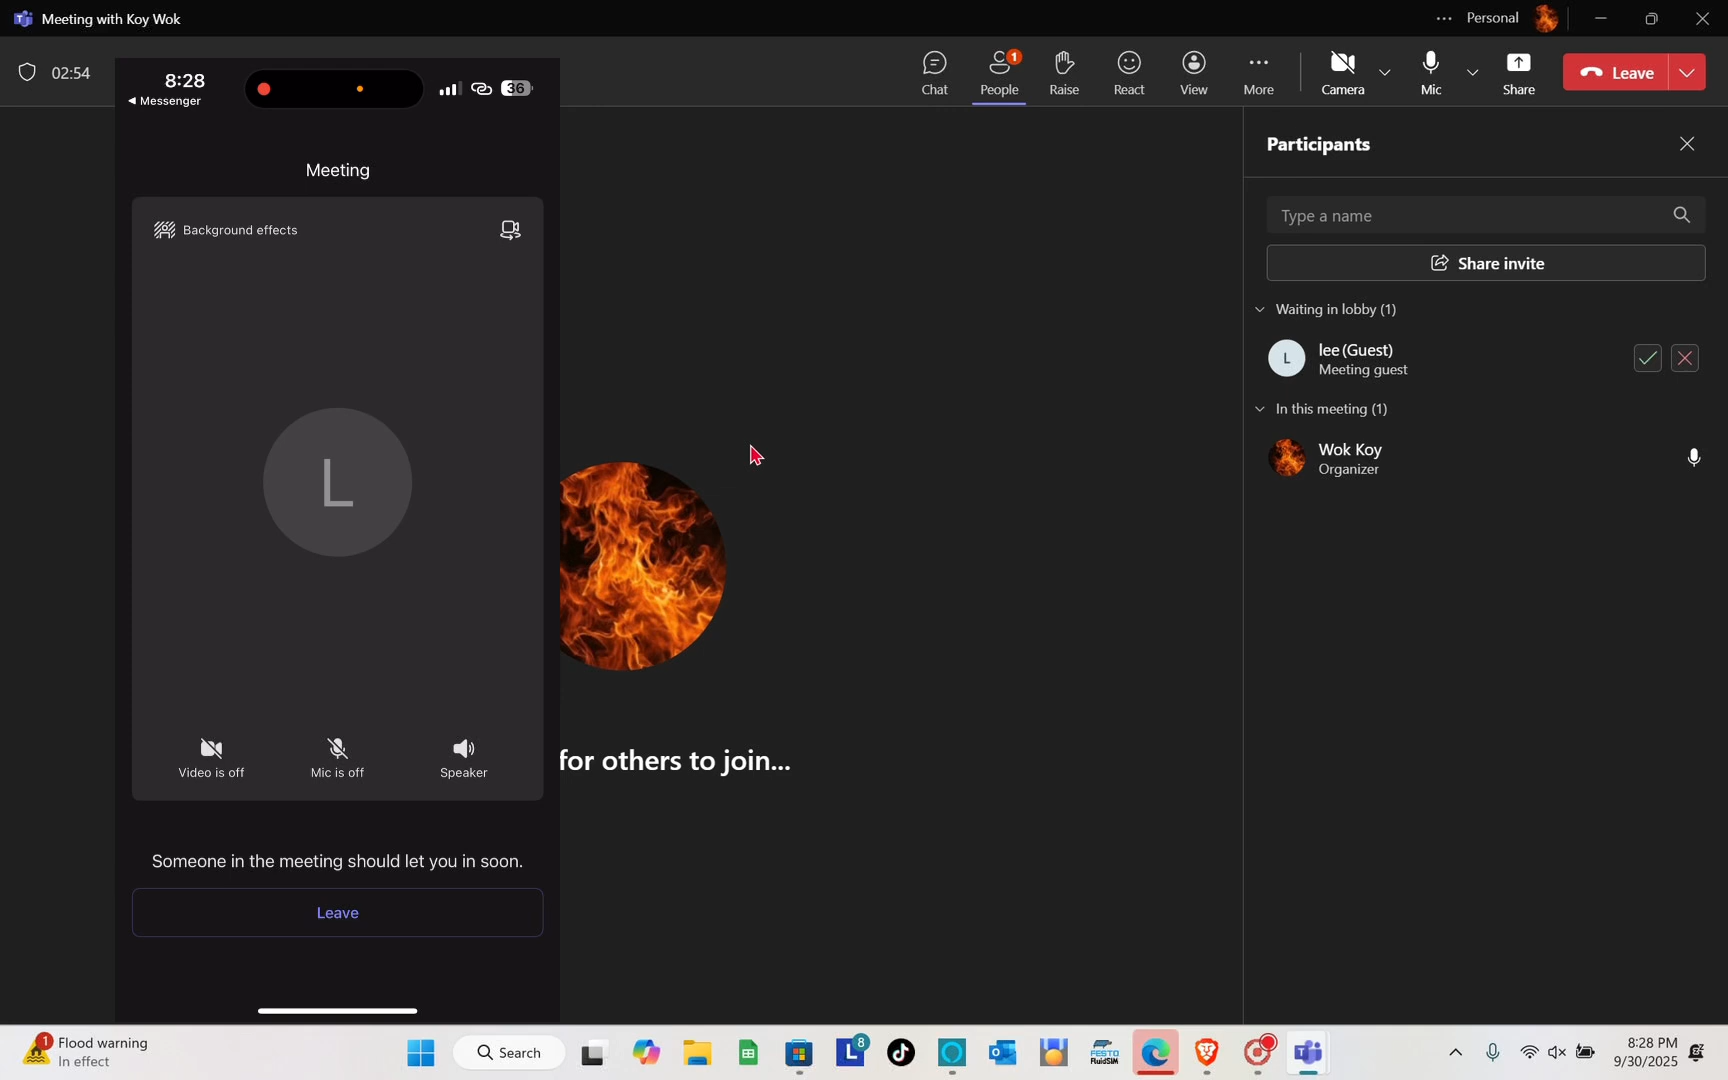 Meeting with Koy Wok
Personal
02:54
Chat
1
People
Raise
React
View
More
Camera
Mic
Share
Leave
8:28
◀ Messenger
36
Meeting
Background effects
L
Video is off
Mic is off
Speaker
Someone in the meeting should let you in soon.
Leave
for others to join...
Participants
Type a name
Share invite
Waiting in lobby (1)
L
lee (Guest)
Meeting guest
In this meeting (1)
Wok Koy
Organizer
1
Flood warning
In effect
Search
L
8
FESTO
FluidSIM
8:28 PM
9/30/2025